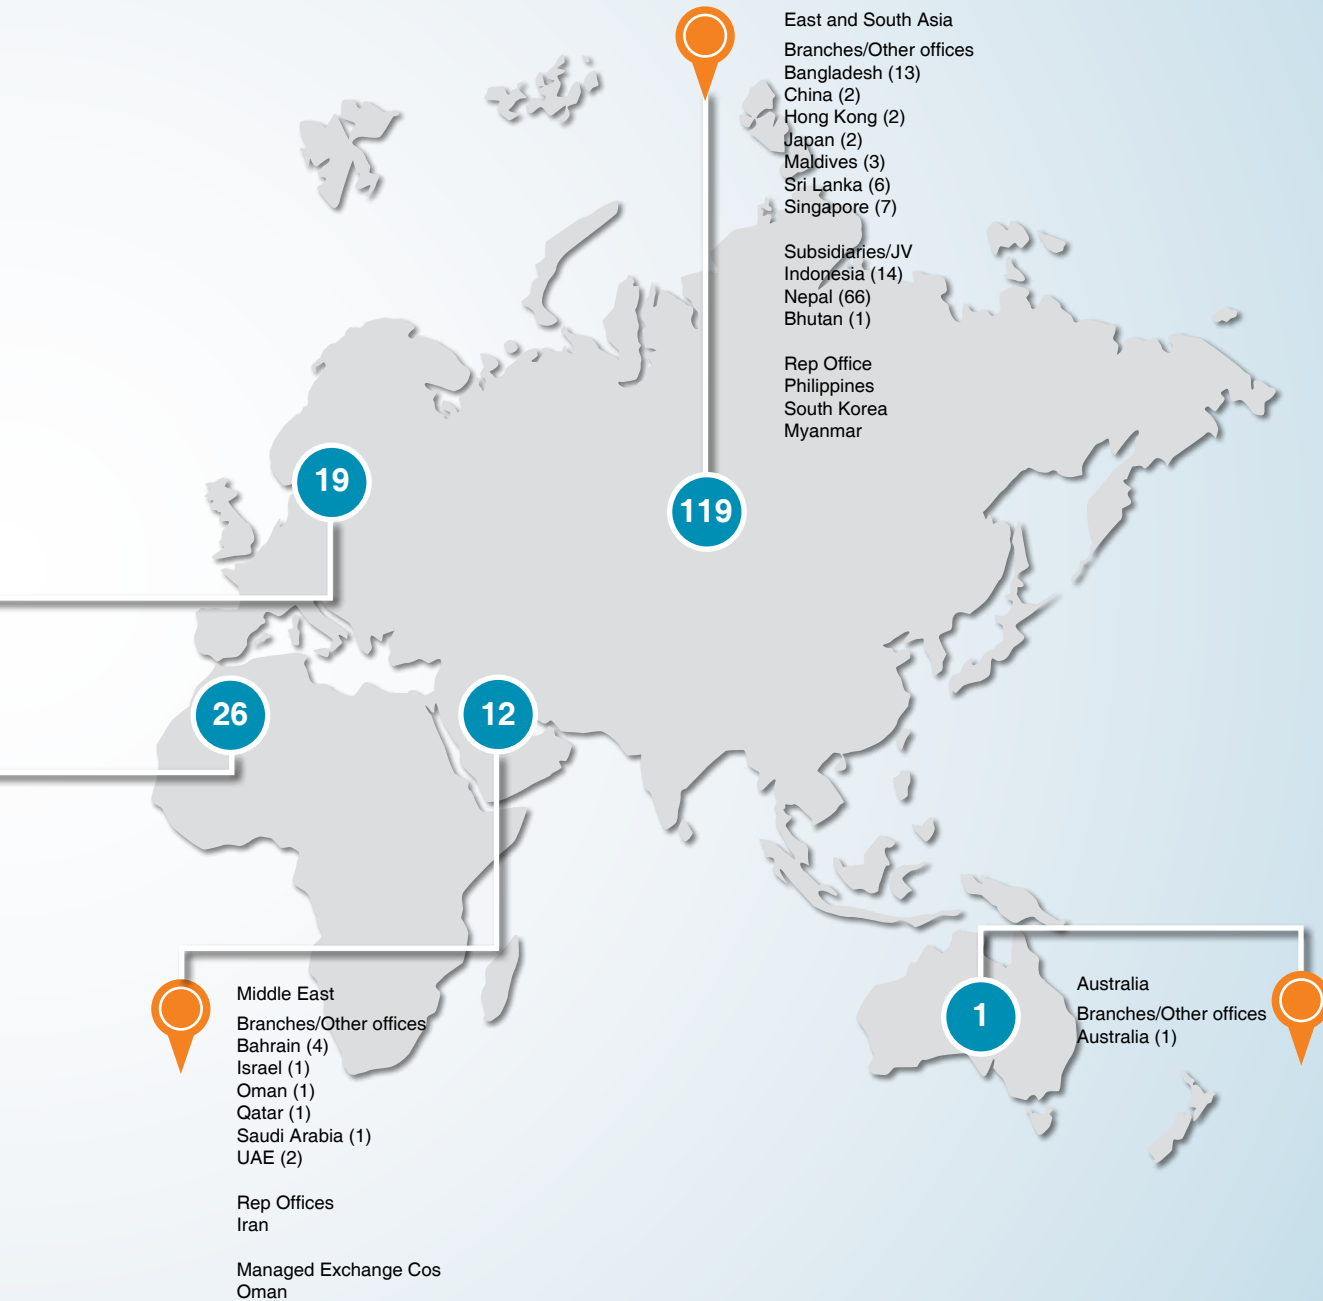 East and South Asia
Branches/Other offices
Bangladesh (13)
China (2)
Hong Kong (2)
Japan (2)
Maldives (3)
Sri Lanka (6)
Singapore (7)
Subsidiaries/JV
Indonesia (14)
Nepal (66)
Bhutan (1)
Rep Office
Philippines
South Korea
Myanmar
19
119
26
12
1
Middle East
Branches/Other offices
Bahrain (4)
Israel (1)
Oman (1)
Qatar (1)
Saudi Arabia (1)
UAE (2)
Rep Offices
Iran
Managed Exchange Cos
Oman
Australia
Branches/Other offices
Australia (1)